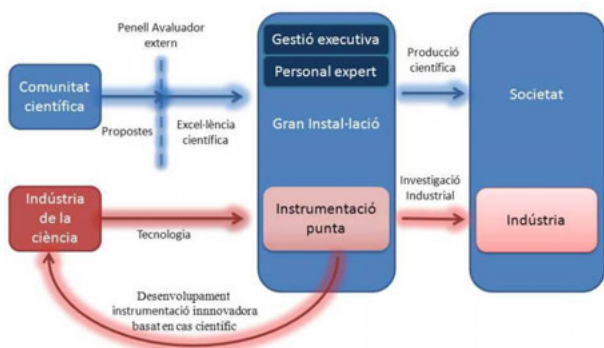 Penell Avaluador
extern
Comunitat
científica
Propostes
Excel·lència
científica
Gestió executiva
Personal expert
Gran Instal·lació
Producció
científica
Societat
Indústria
de la
ciència
Tecnologia
Instrumentació
punta
Investigació
Industrial
Indústria
Desenvolupament
instrumentació innnovadora
basat en cas científic